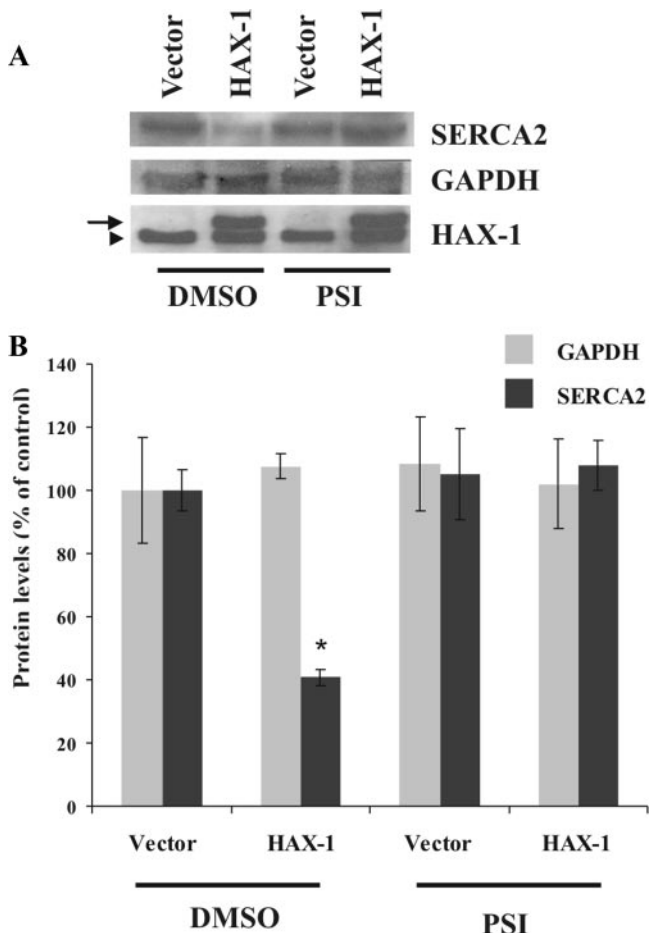 A
Vector
HAX-1
Vector
HAX-1
SERCA2
GAPDH
HAX-1
DMSO
PSI
B
GAPDH
SERCA2
Protein levels (% of control)
140
120
100
80
60
40
20
0
*
Vector
HAX-1
Vector
HAX-1
DMSO
PSI